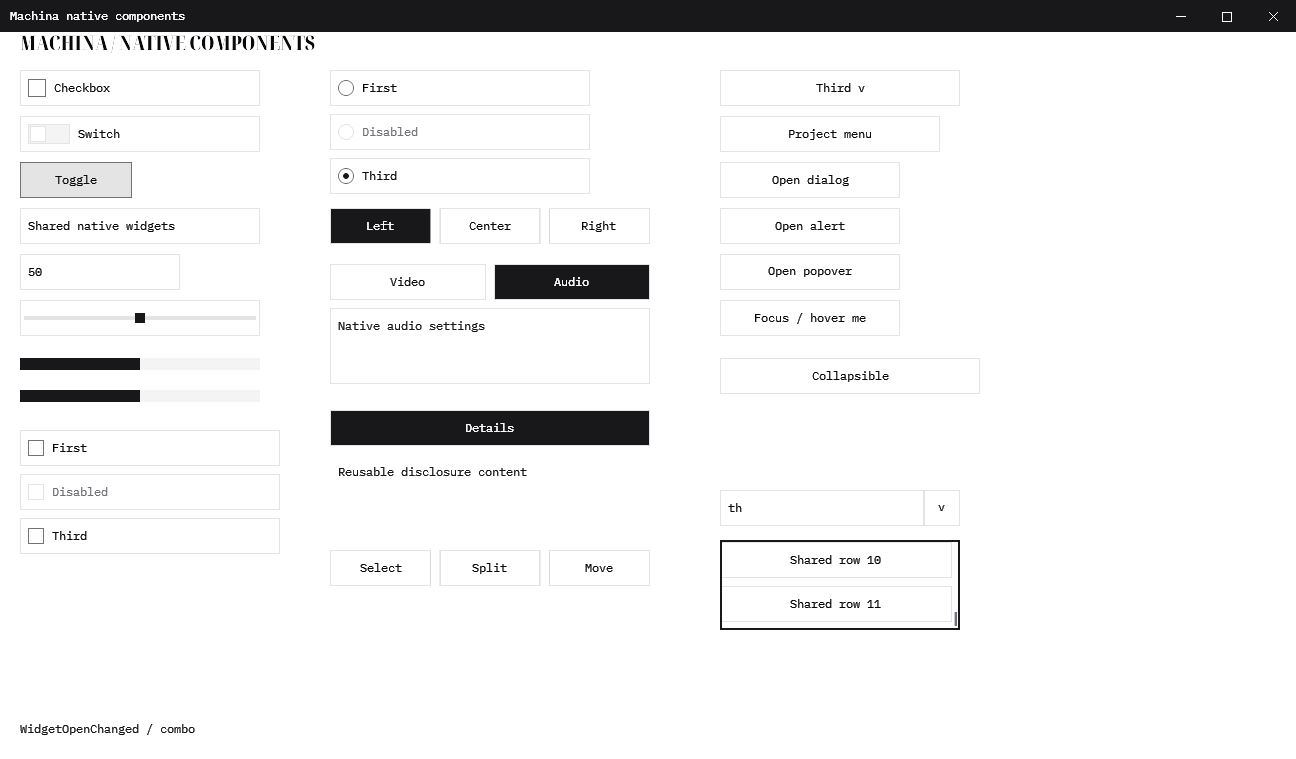 Machina native components
MACHINA / NATIVE COMPONENTS
Checkbox
Switch
Toggle
Shared native widgets
50
First
Disabled
Third
First
Disabled
Third
Left Center Right
Video Audio
Native audio settings
Details
Reusable disclosure content
Select Split Move
Third v
Project menu
Open dialog
Open alert
Open popover
Focus / hover me
Collapsible
th v
Shared row 10
Shared row 11
WidgetOpenChanged / combo